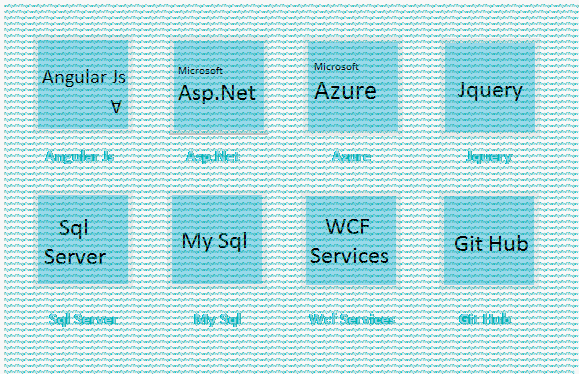 Angular Js
∀
Microsoft
Asp.Net
Microsoft
Azure
Jquery
Angular Js
Asp.Net
Azure
Jquery
Sql
Server
My Sql
WCF
Services
Git Hub
Sql Server
My Sql
Wcf Services
Git Hub